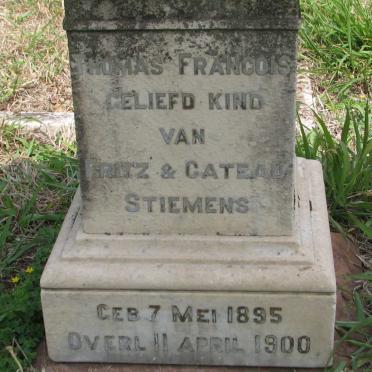 THOMAS FRANCOIS
GELIEFD KIND
VAN
FRITZ & CATEAU
STIEMENS
GEB 7 MEI 1895
OVERL 11 APRIL 1900